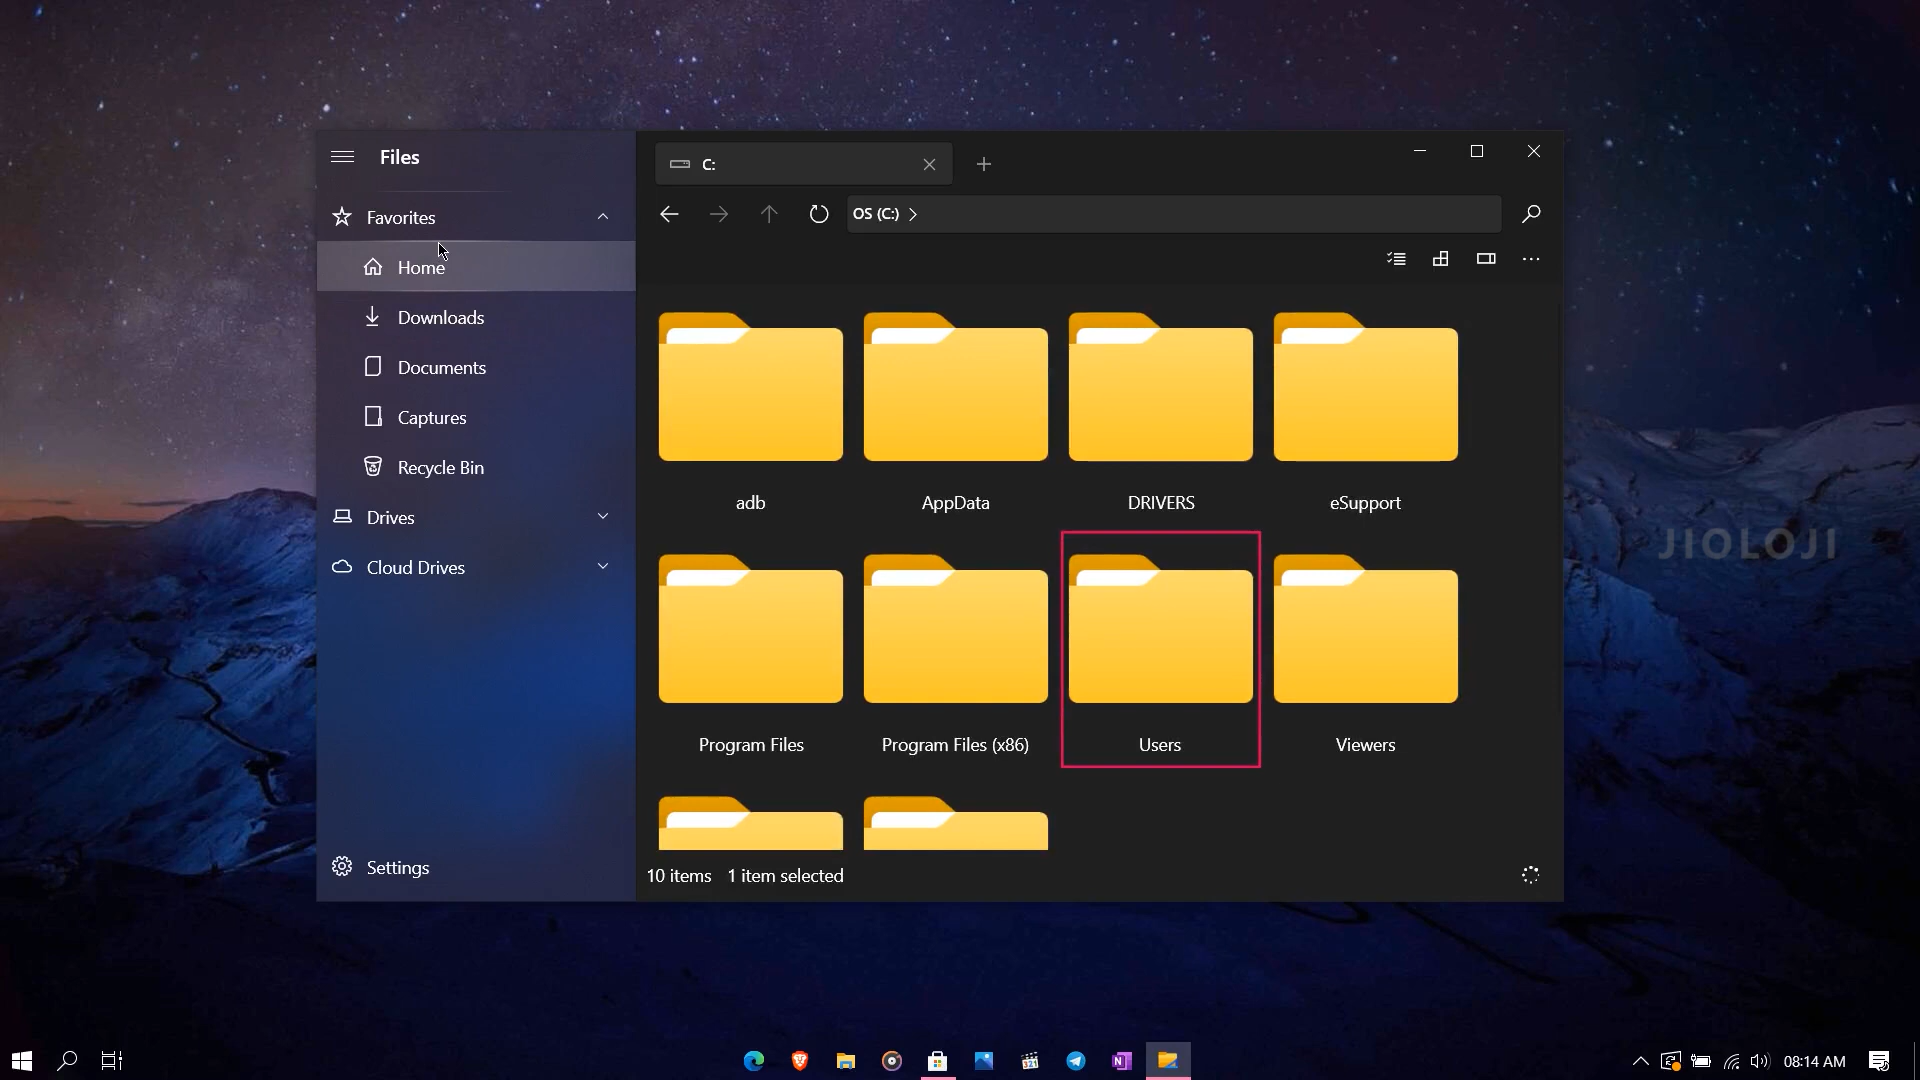 Files
C:
Favorites
OS (C:)
Home
Downloads
Documents
Captures
Recycle Bin
Drives
Cloud Drives
Settings
adb
AppData
DRIVERS
eSupport
Program Files
Program Files (x86)
Users
Viewers
10 items 1 item selected
JIOLOJI
321
N
08:14 AM